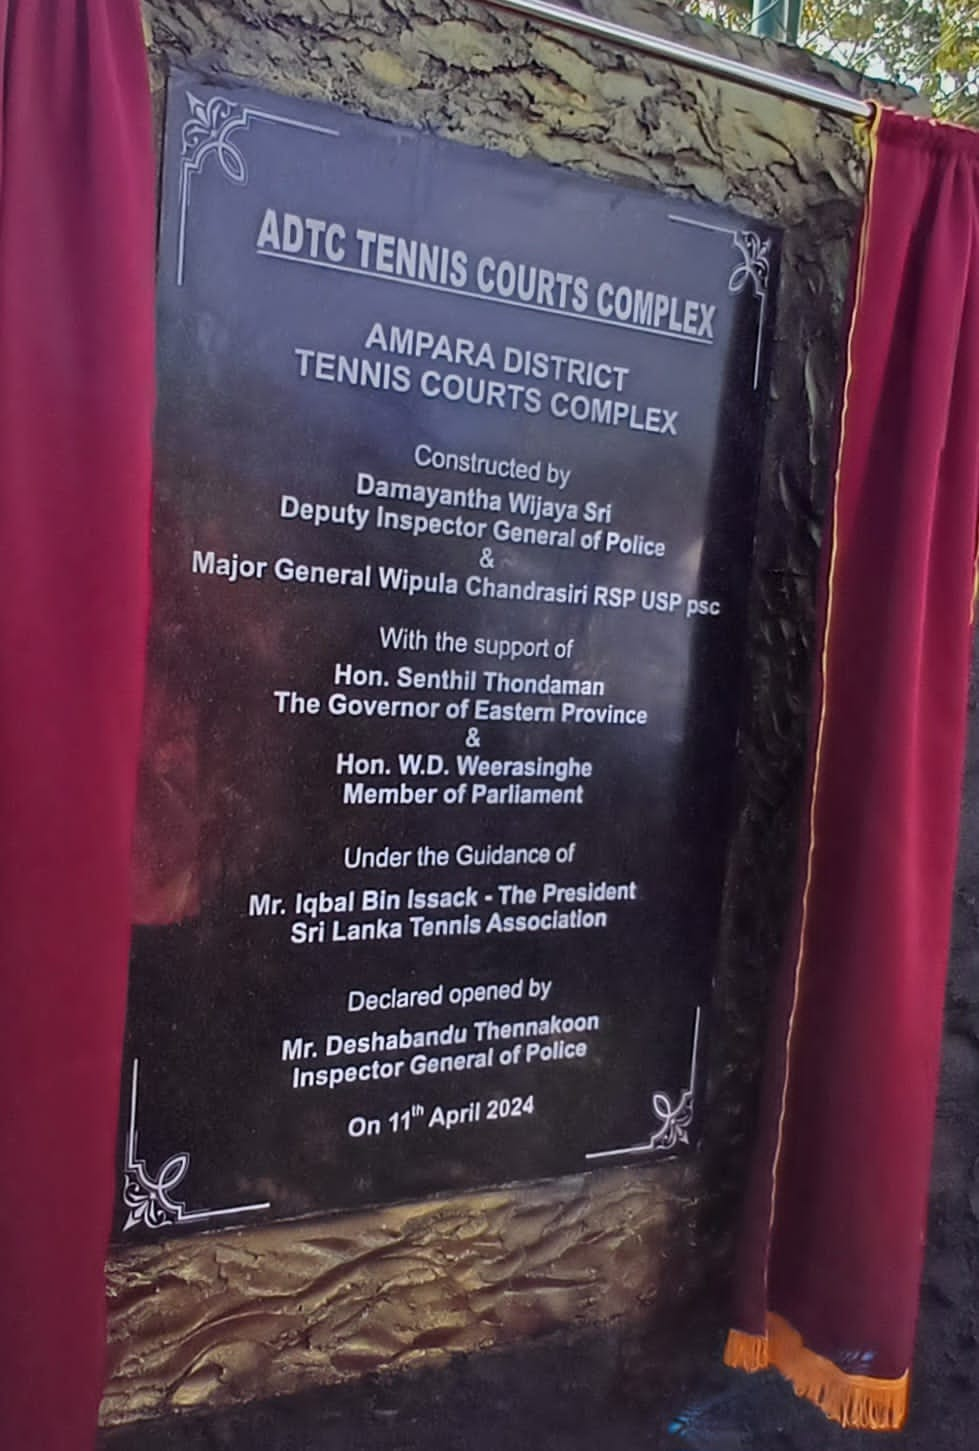 ADTC TENNIS COURTS COMPLEX
AMPARA DISTRICT
TENNIS COURTS COMPLEX
Constructed by
Damayantha Wijaya Sri
Deputy Inspector General of Police
&
Major General Wipula Chandrasiri RSP USP psc
With the support of
Hon. Senthil Thondaman
The Governor of Eastern Province
&
Hon. W.D. Weerasinghe
Member of Parliament
Under the Guidance of
Mr. Iqbal Bin Issack - The President
Sri Lanka Tennis Association
Declared opened by
Mr. Deshabandu Thennakoon
Inspector General of Police
On 11th April 2024